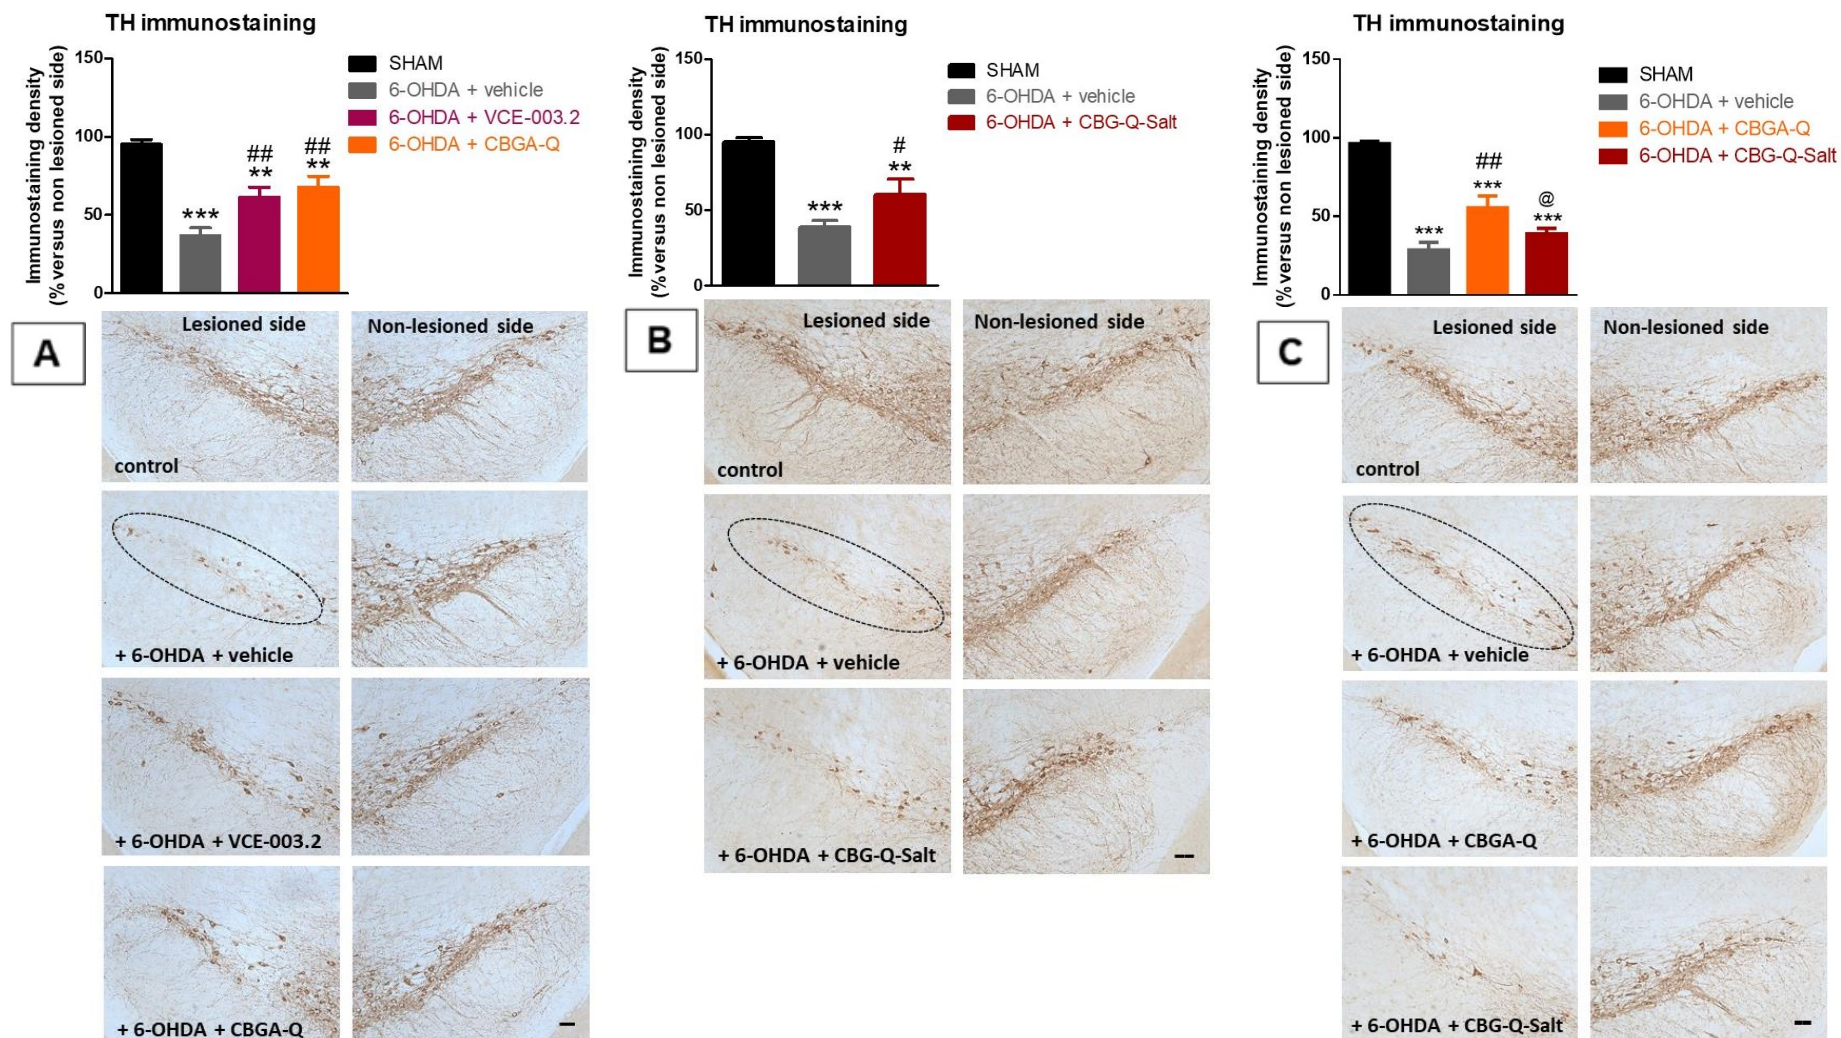 TH immunostaining
Immunostaining density
(% versus non lesioned side)
150
100
50
0
***
##
**
##
**
SHAM
6-OHDA + vehicle
6-OHDA + VCE-003.2
6-OHDA + CBGA-Q
A
Lesioned side
Non-lesioned side
control
+ 6-OHDA + vehicle
+ 6-OHDA + VCE-003.2
+ 6-OHDA + CBGA-Q
TH immunostaining
Immunostaining density
(% versus non lesioned side)
150
100
50
0
***
#
**
SHAM
6-OHDA + vehicle
6-OHDA + CBG-Q-Salt
B
Lesioned side
Non-lesioned side
control
+ 6-OHDA + vehicle
+ 6-OHDA + CBG-Q-Salt
TH immunostaining
Immunostaining density
(% versus non lesioned side)
150
100
50
0
***
##
***
@
***
SHAM
6-OHDA + vehicle
6-OHDA + CBGA-Q
6-OHDA + CBG-Q-Salt
C
Lesioned side
Non-lesioned side
control
+ 6-OHDA + vehicle
+ 6-OHDA + CBGA-Q
+ 6-OHDA + CBG-Q-Salt